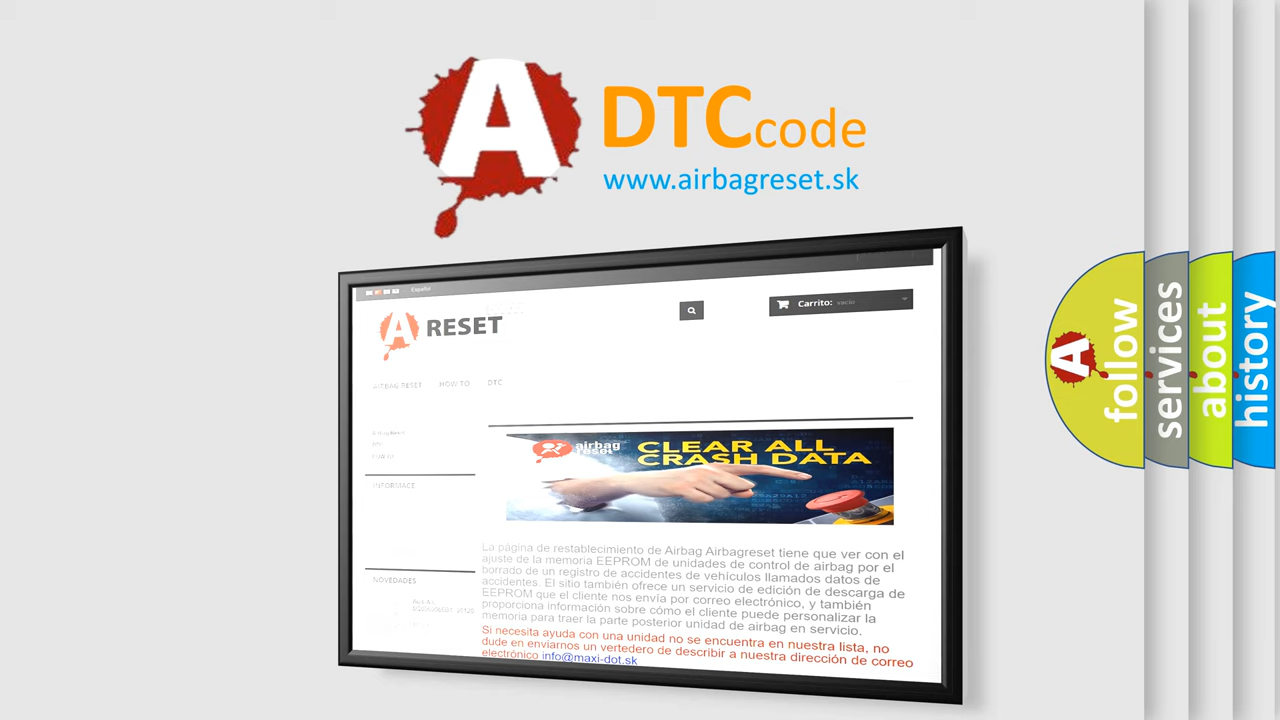 A
DTC code
www.airbagreset.sk
Español
A RESET
Carrito: vacío
AIRBAG RESET HOW TO DTC
INFORMACE
airbag
reset
CLEAR ALL
CRASH DATA
NOVEDADES
La página de restablecimiento de Airbag Airbagreset tiene que ver con el
ajuste de la memoria EEPROM de unidades de control de airbag por el
borrado de un registro de accidentes de vehículos llamados datos de
accidentes. El sitio también ofrece un servicio de edición de descarga de
EEPROM que el cliente nos envía por correo electrónico, y también
proporciona información sobre cómo el cliente puede personalizar la
memoria para traer la parte posterior unidad de airbag en servicio.
Si necesita ayuda con una unidad no se encuentra en nuestra lista, no
dude en enviarnos un vertedero de describir a nuestra dirección de correo
electrónico info@maxi-dot.sk
A
follow
services
about
history